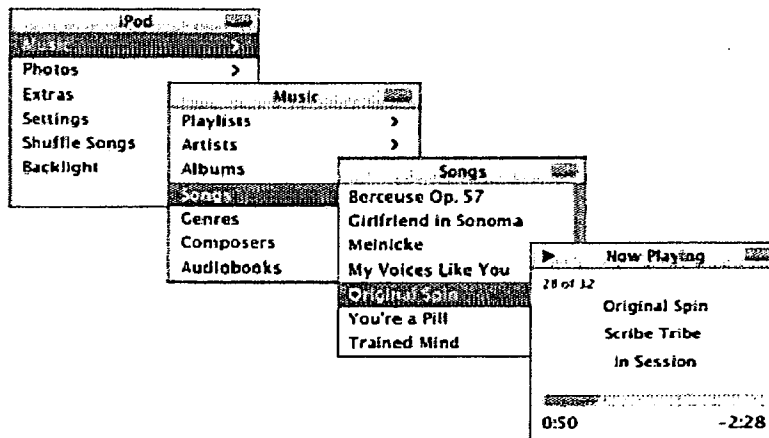 iPod
Music >
Photos >
Extras
Settings
Shuffle Songs
Backlight
Music
Playlists >
Artists >
Albums
Songs
Genres
Composers
Audiobooks
Songs
Berceuse Op. 57
Girlfriend in Sonoma
Meinicke
My Voices Like You
Original Spin
You're a Pill
Trained Mind
Now Playing
28 of 32
Original Spin
Scribe Tribe
In Session
0:50 -2:28